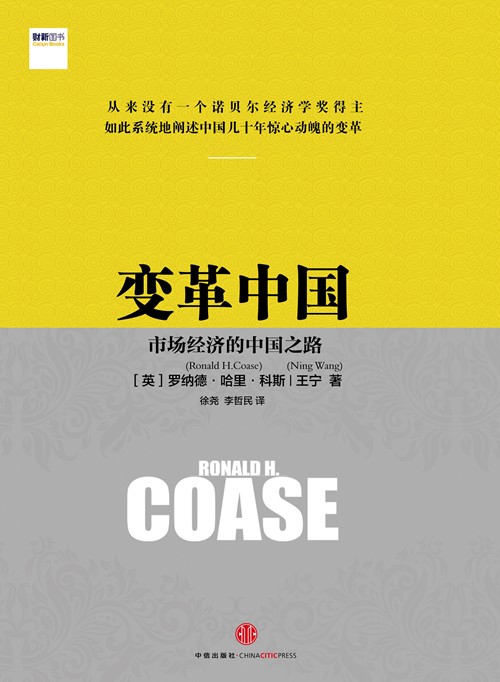 财新图书
Caixin Books
从来没有一个诺贝尔经济学奖得主
如此系统地阐述中国几十年惊心动魄的变革
变革中国
市场经济的中国之路
(Ronald H.Coase) (Ning Wang)
[英] 罗纳德·哈里·科斯 | 王宁 著
徐尧 李哲民 译
RONALD H.
COASE
中信出版社·CHINACITICPRESS